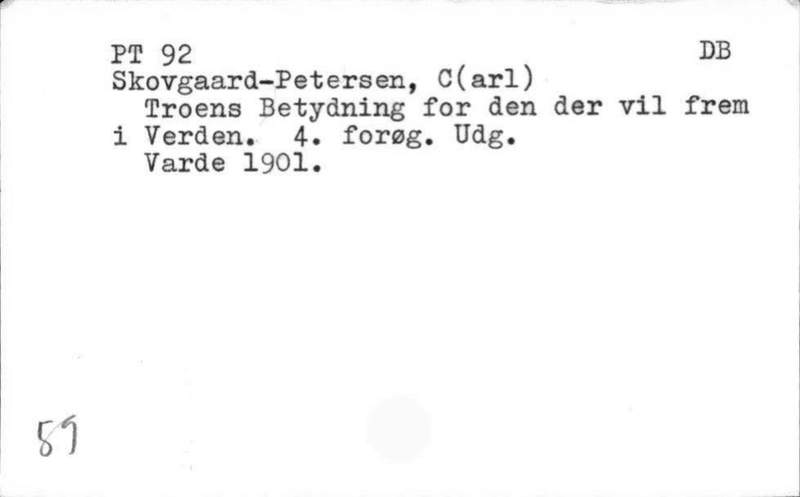 PT 92 DB
Skovgaard-Petersen, C(arl)
Troens Betydning for den der vil frem
i Verden. 4. forøg. Udg.
Varde 1901.
59